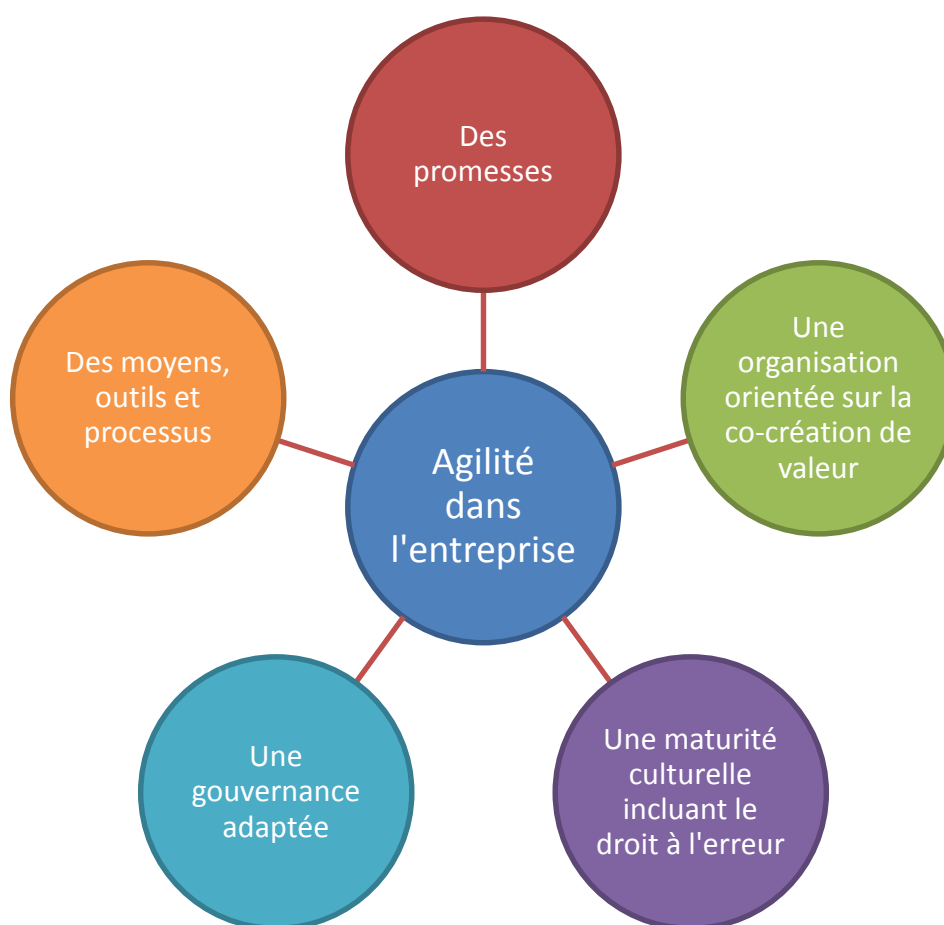 Des
promesses
Une
organisation
orientée sur la
co-création de
valeur
Une maturité
culturelle
incluant le
droit à l'erreur
Une
gouvernance
adaptée
Des moyens,
outils et
processus
Agilité
dans
l'entreprise